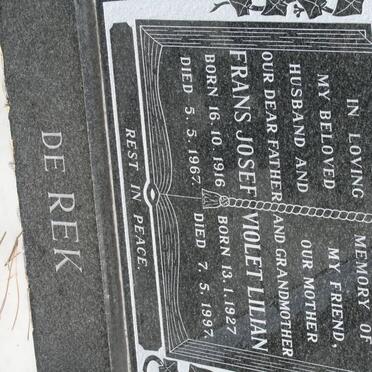 IN LOVING MEMORY OF
MY BELOVED
HUSBAND AND
OUR DEAR FATHER
FRANS JOSEF
BORN 16.10.1916
DIED 5.5.1967.
MY FRIEND,
OUR MOTHER
AND GRANDMOTHER
VIOLET LILIAN
BORN 13.1.1927
DIED 7.5.1997.
REST IN PEACE.
DE REK